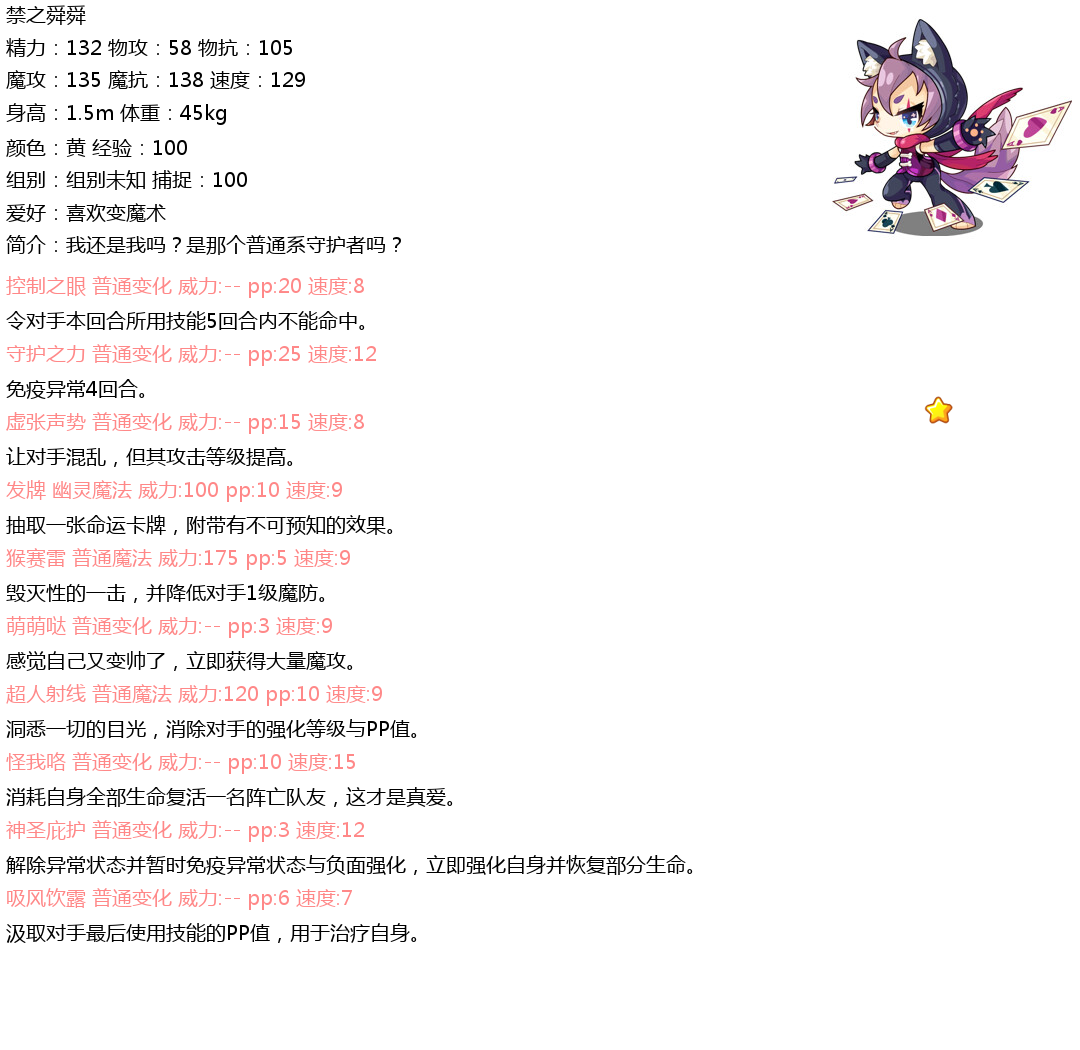 禁之舜舜
精力：132 物攻：58 物抗：105
魔攻：135 魔抗：138 速度：129
身高：1.5m 体重：45kg
颜色：黄 经验：100
组别：组别未知 捕捉：100
爱好：喜欢变魔术
简介：我还是我吗？是那个普通系守护者吗？
控制之眼 普通变化 威力:-- pp:20 速度:8
令对手本回合所用技能5回合内不能命中。
守护之力 普通变化 威力:-- pp:25 速度:12
免疫异常4回合。
虚张声势 普通变化 威力:-- pp:15 速度:8
让对手混乱，但其攻击等级提高。
发牌 幽灵魔法 威力:100 pp:10 速度:9
抽取一张命运卡牌，附带有不可预知的效果。
猴赛雷 普通魔法 威力:175 pp:5 速度:9
毁灭性的一击，并降低对手1级魔防。
萌萌哒 普通变化 威力:-- pp:3 速度:9
感觉自己又变帅了，立即获得大量魔攻。
超人射线 普通魔法 威力:120 pp:10 速度:9
洞悉一切的目光，消除对手的强化等级与PP值。
怪我咯 普通变化 威力:-- pp:10 速度:15
消耗自身全部生命复活一名阵亡队友，这才是真爱。
神圣庇护 普通变化 威力:-- pp:3 速度:12
解除异常状态并暂时免疫异常状态与负面强化，立即强化自身并恢复部分生命。
吸风饮露 普通变化 威力:-- pp:6 速度:7
汲取对手最后使用技能的PP值，用于治疗自身。